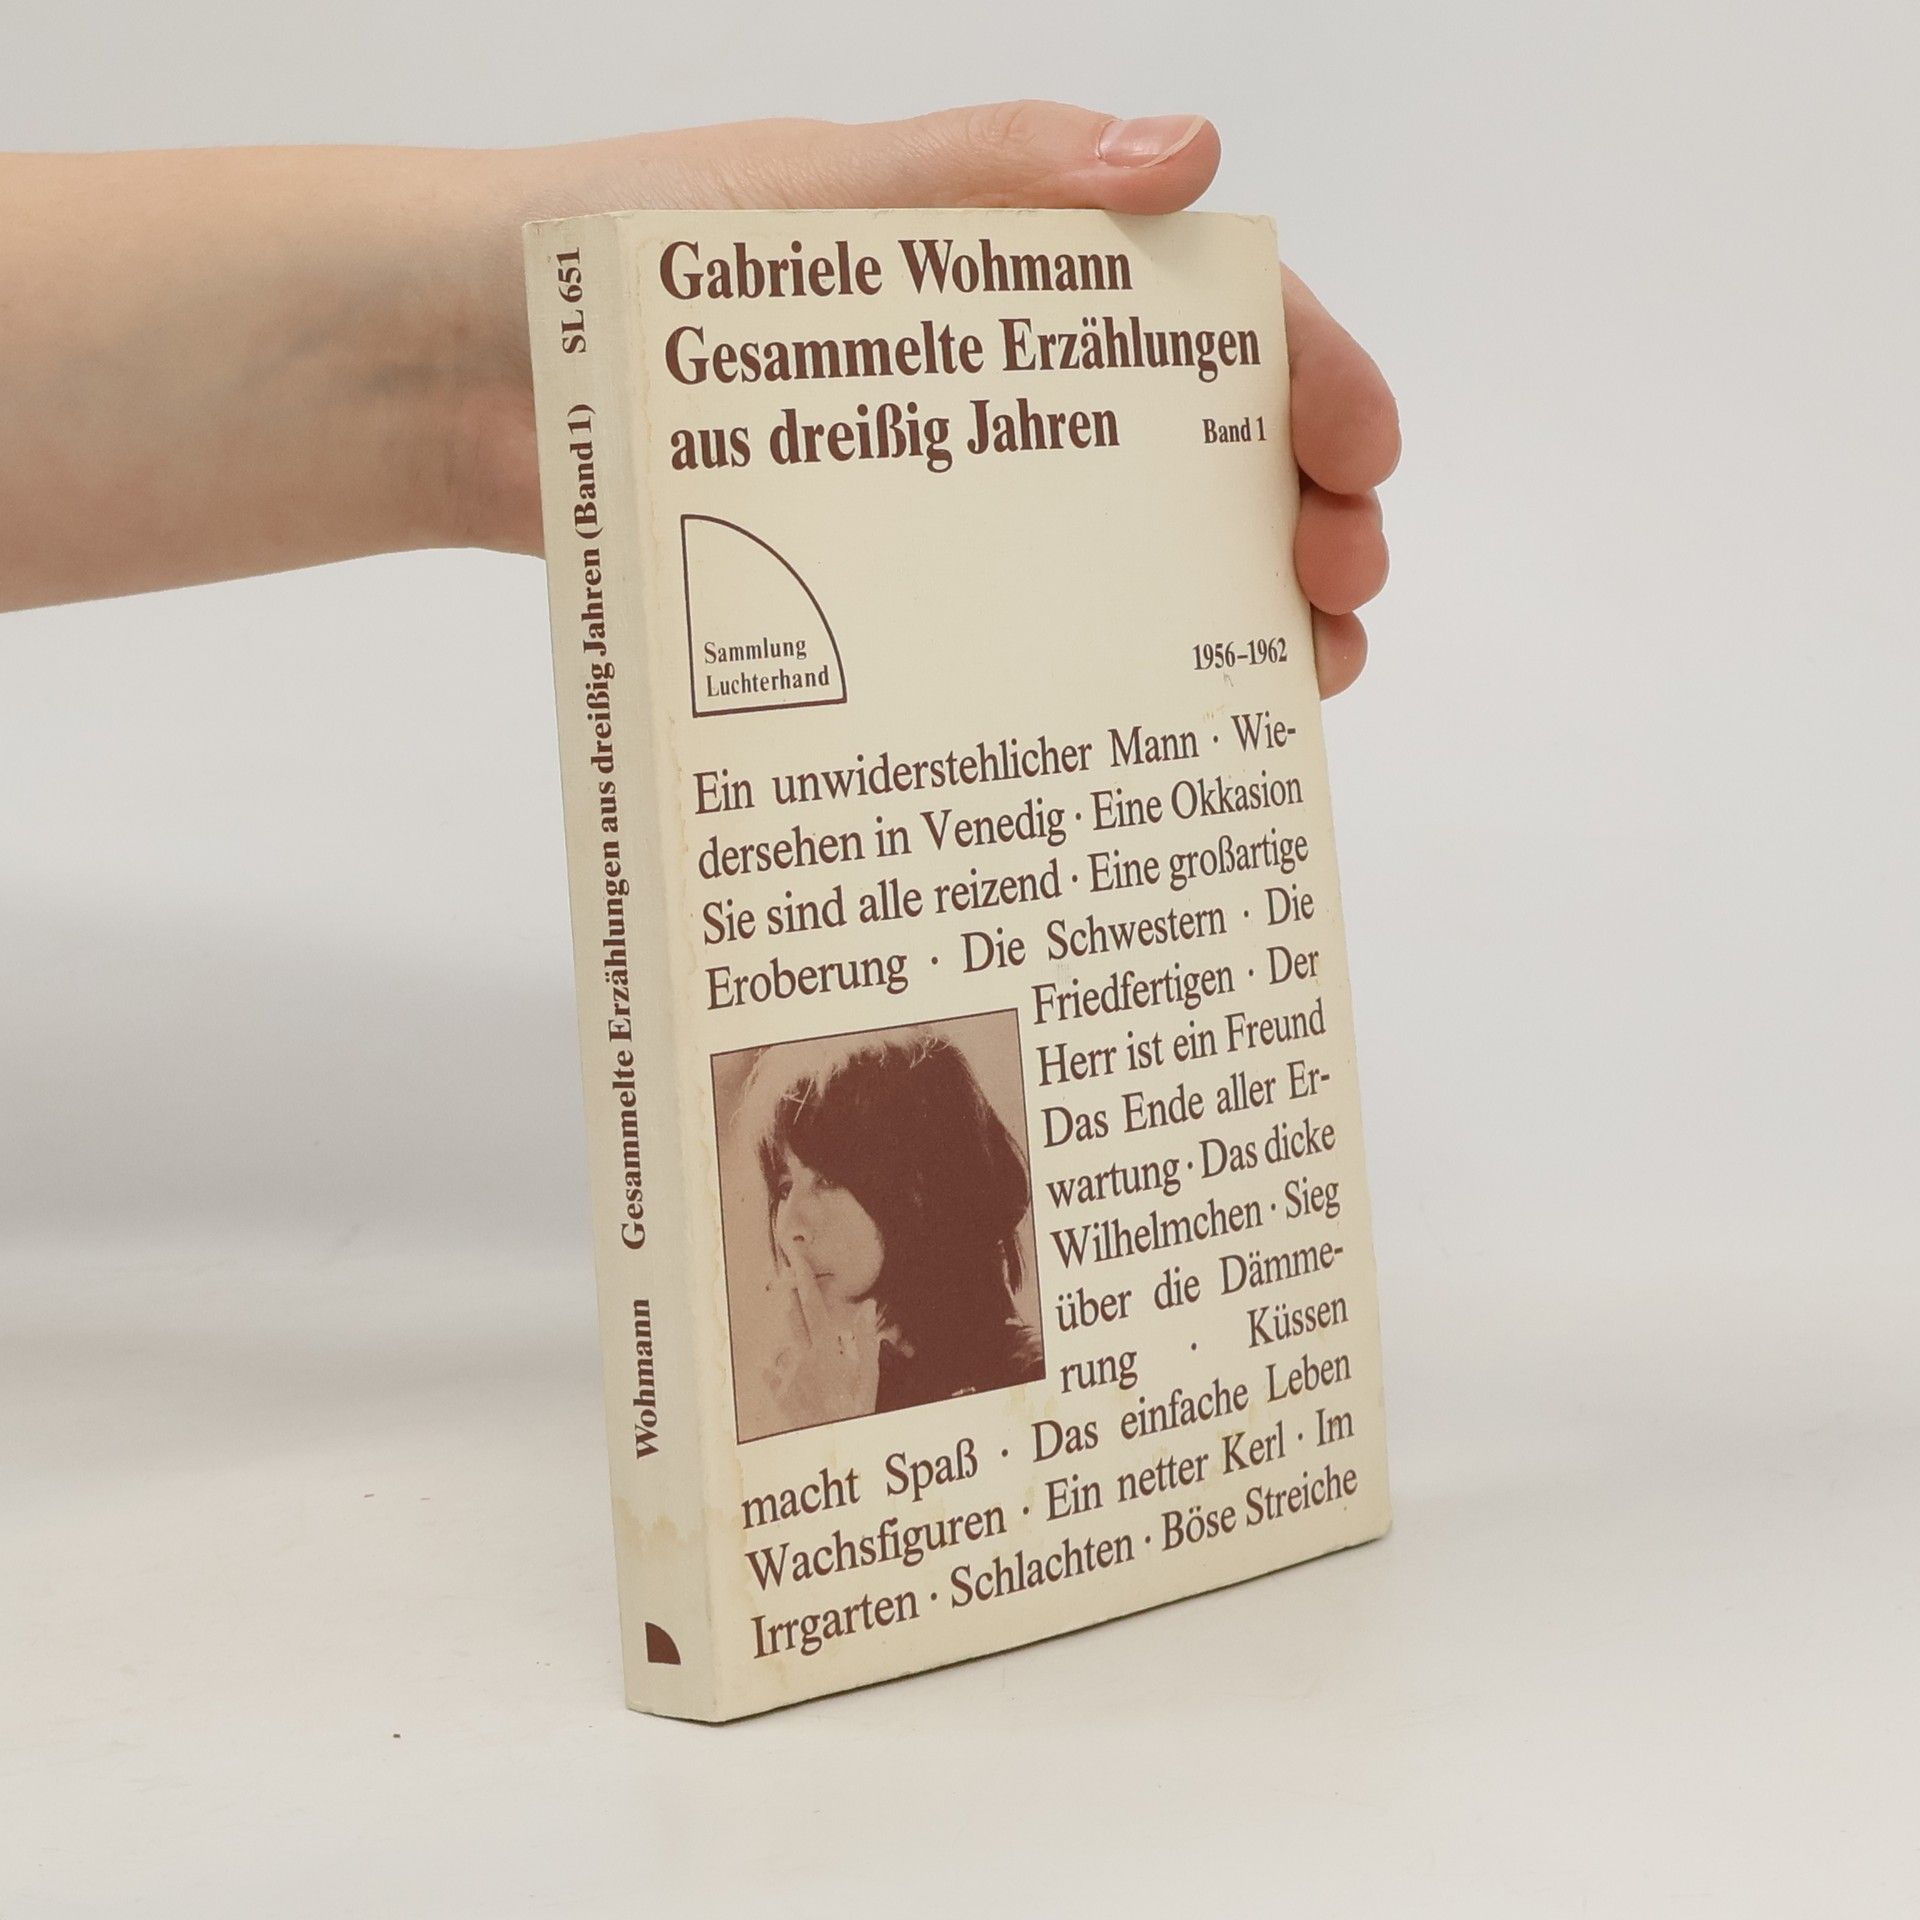 SL 651
Wohmann Gesammelte Erzählungen aus dreißig Jahren (Band 1)
Gabriele Wohmann
Gesammelte Erzählungen
aus dreißig Jahren Band 1
Sammlung
Luchterhand
1956–1962
Ein unwiderstehlicher Mann · Wie-
dersehen in Venedig · Eine Okkasion
Sie sind alle reizend · Eine großartige
Eroberung · Die Schwestern · Die
Friedfertigen · Der
Herr ist ein Freund
Das Ende aller Er-
wartung · Das dicke
Wilhelmchen · Sieg
über die Dämme-
rung · Küssen
macht Spaß · Das einfache Leben
Wachsfiguren · Ein netter Kerl · Im
Irrgarten · Schlachten · Böse Streiche